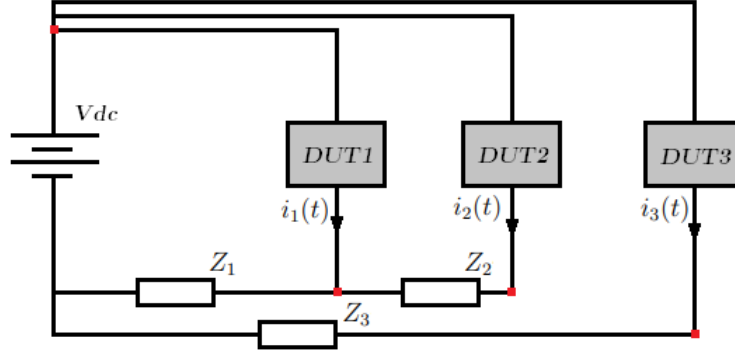 Vdc
DUT1
DUT2
DUT3
i₁(t)
i₂(t)
i₃(t)
Z₁
Z₂
Z₃